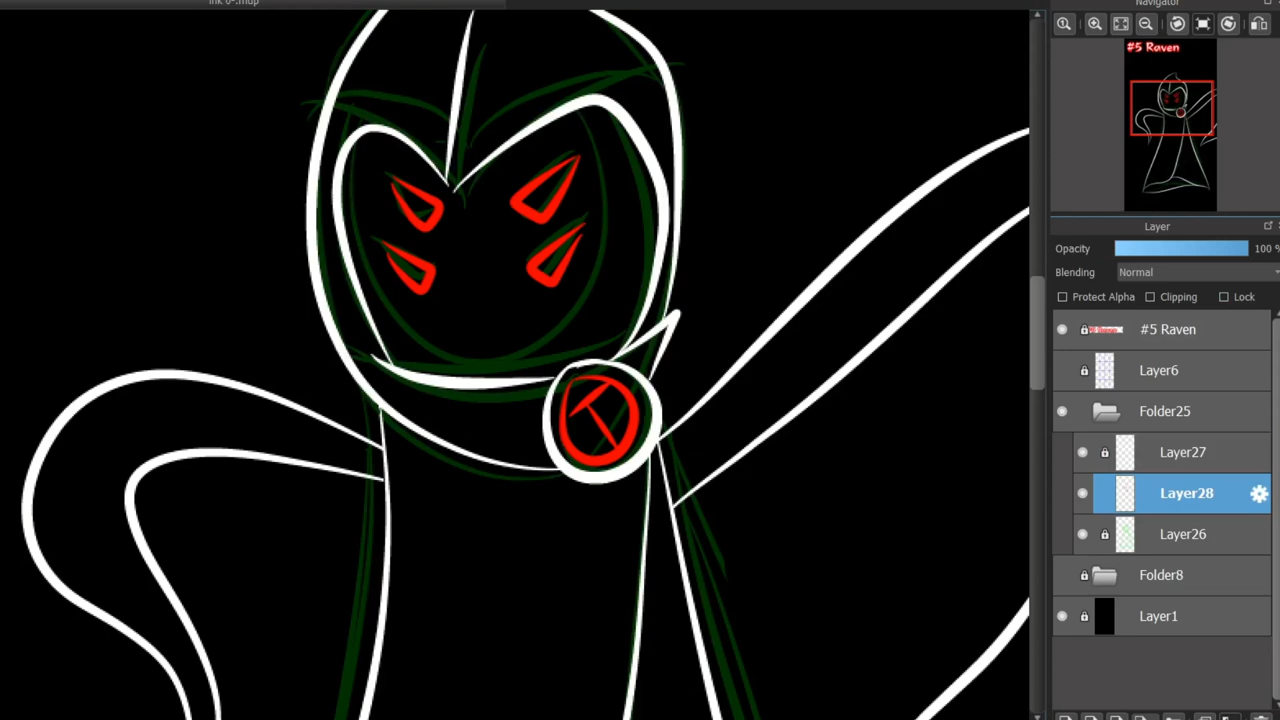 ink 6*.mdp
Navigator
#5 Raven
Layer
Opacity 100 %
Blending Normal
Protect Alpha Clipping Lock
#5 Raven
Layer6
Folder25
Layer27
Layer28
Layer26
Folder8
Layer1